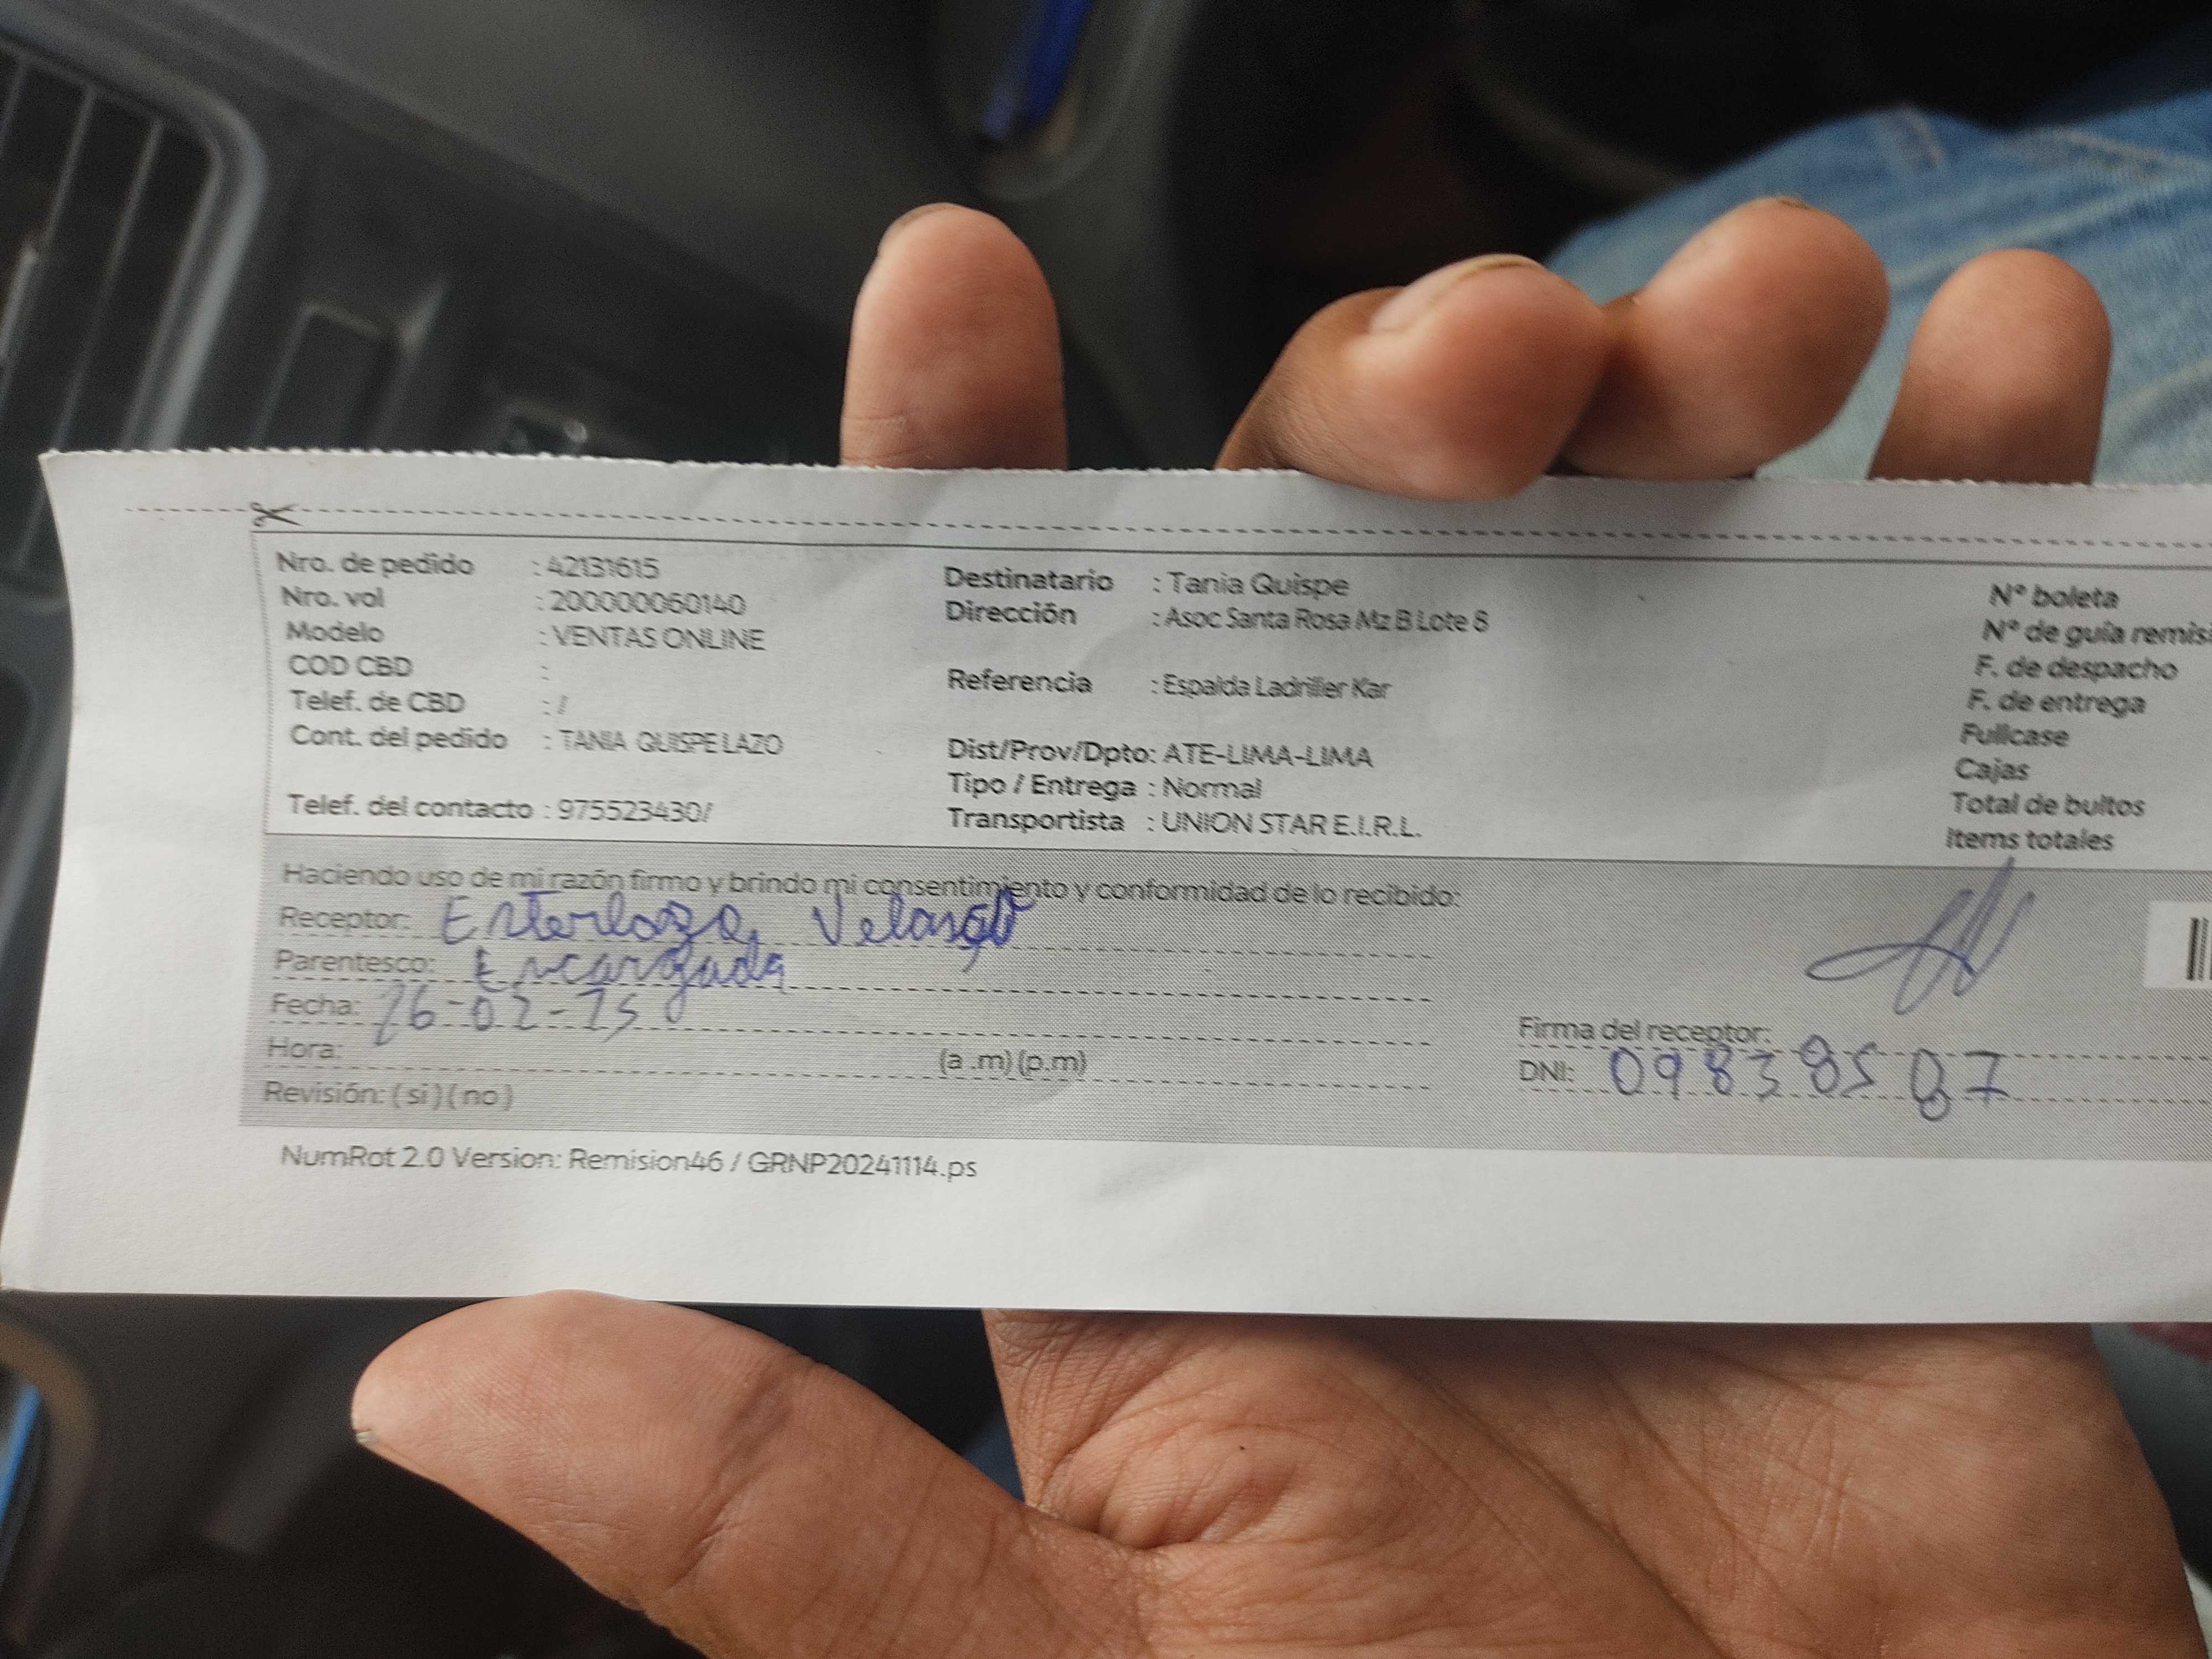 Nro. de pedido : 42131615
Nro. vol : 200000060140
Modelo : VENTAS ONLINE
COD CBD :
Telef. de CBD : /
Cont. del pedido : TANIA QUISPE LAZO
Telef. del contacto : 975523430/
Destinatario : Tania Quispe
Dirección : Asoc Santa Rosa Mz B Lote 8
Referencia : Espalda Ladriller Kar
Dist/Prov/Dpto: ATE-LIMA-LIMA
Tipo / Entrega : Normal
Transportista : UNION STAR E.I.R.L.
N° boleta
N° de guía remisi
F. de despacho
F. de entrega
Fullcase
Cajas
Total de bultos
Items totales
Haciendo uso de mi razón firmo y brindo mi consentimiento y conformidad de lo recibido:
Receptor:
Parentesco: Encargada
Fecha: 26-02-25
Hora: (a .m) (p.m)
Revisión: ( si ) ( no )
Firma del receptor:
DNI: 09838587
NumRot 2.0 Version: Remision46 / GRNP20241114.ps